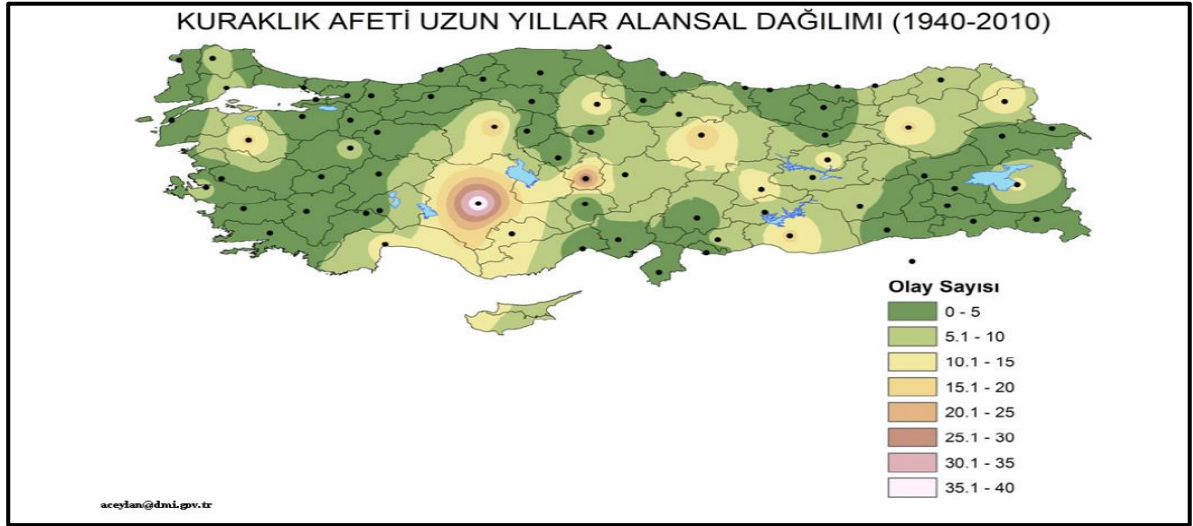 KURAKLIK AFETİ UZUN YILLAR ALANSAL DAĞILIMI (1940-2010)
Olay Sayısı
0 - 5
5.1 - 10
10.1 - 15
15.1 - 20
20.1 - 25
25.1 - 30
30.1 - 35
35.1 - 40
aceylan@dmi.gov.tr